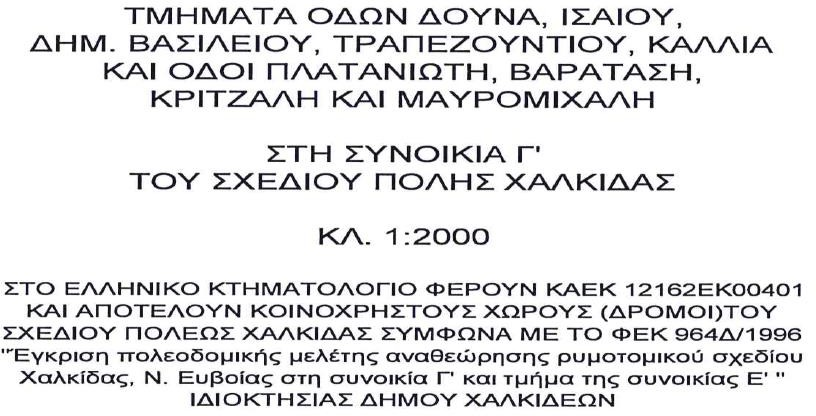 ΤΜΗΜΑΤΑ ΟΔΩΝ ΔΟΥΝΑ, ΙΣΑΙΟΥ,
ΔΗΜ. ΒΑΣΙΛΕΙΟΥ, ΤΡΑΠΕΖΟΥΝΤΙΟΥ, ΚΑΛΛΙΑ
ΚΑΙ ΟΔΟΙ ΠΛΑΤΑΝΙΩΤΗ, ΒΑΡΑΤΑΣΗ,
ΚΡΙΤΖΑΛΗ ΚΑΙ ΜΑΥΡΟΜΙΧΑΛΗ
ΣΤΗ ΣΥΝΟΙΚΙΑ Γ'
ΤΟΥ ΣΧΕΔΙΟΥ ΠΟΛΗΣ ΧΑΛΚΙΔΑΣ
ΚΛ. 1:2000
ΣΤΟ ΕΛΛΗΝΙΚΟ ΚΤΗΜΑΤΟΛΟΓΙΟ ΦΕΡΟΥΝ ΚΑΕΚ 12162ΕΚ00401
ΚΑΙ ΑΠΟΤΕΛΟΥΝ ΚΟΙΝΟΧΡΗΣΤΟΥΣ ΧΩΡΟΥΣ (ΔΡΟΜΟΙ)ΤΟΥ
ΣΧΕΔΙΟΥ ΠΟΛΕΩΣ ΧΑΛΚΙΔΑΣ ΣΥΜΦΩΝΑ ΜΕ ΤΟ ΦΕΚ 964Δ/1996
"Έγκριση πολεοδομικής μελέτης αναθεώρησης ρυμοτομικού σχεδίου
Χαλκίδας, Ν. Ευβοίας στη συνοικία Γ' και τμήμα της συνοικίας Ε' "
ΙΔΙΟΚΤΗΣΙΑΣ ΔΗΜΟΥ ΧΑΛΚΙΔΕΩΝ